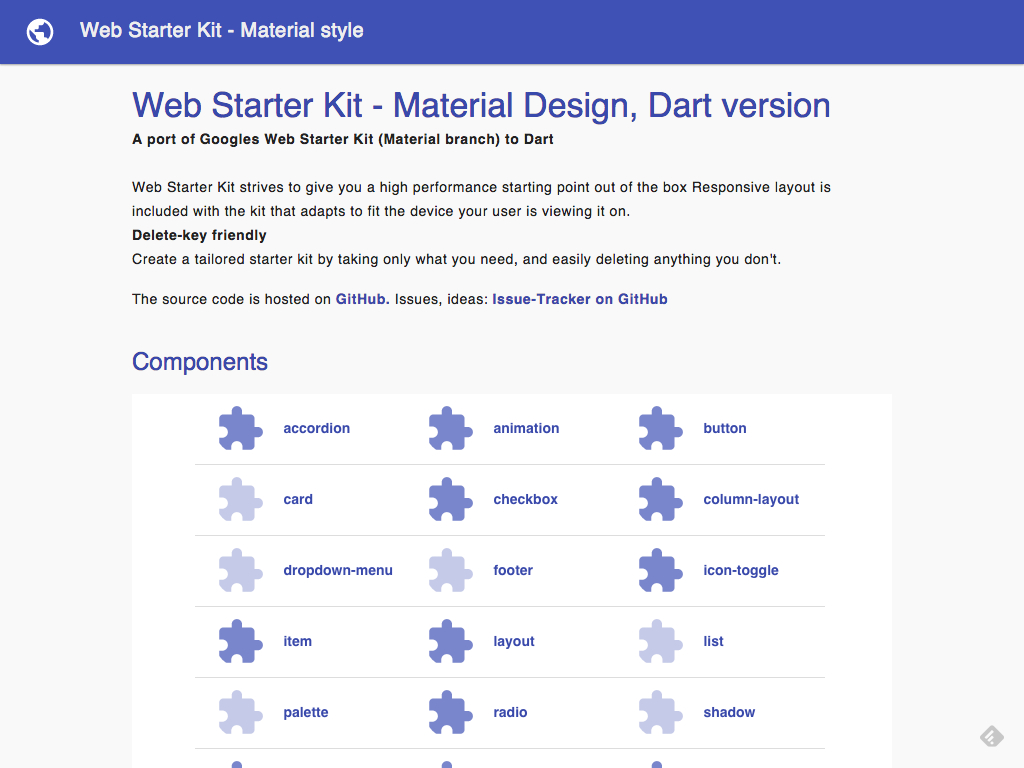 Web Starter Kit - Material style
Web Starter Kit - Material Design, Dart version
A port of Googles Web Starter Kit (Material branch) to Dart
Web Starter Kit strives to give you a high performance starting point out of the box Responsive layout is
included with the kit that adapts to fit the device your user is viewing it on.
Delete-key friendly
Create a tailored starter kit by taking only what you need, and easily deleting anything you don't.
The source code is hosted on GitHub. Issues, ideas: Issue-Tracker on GitHub
Components
accordion animation button
card checkbox column-layout
dropdown-menu footer icon-toggle
item layout list
palette radio shadow